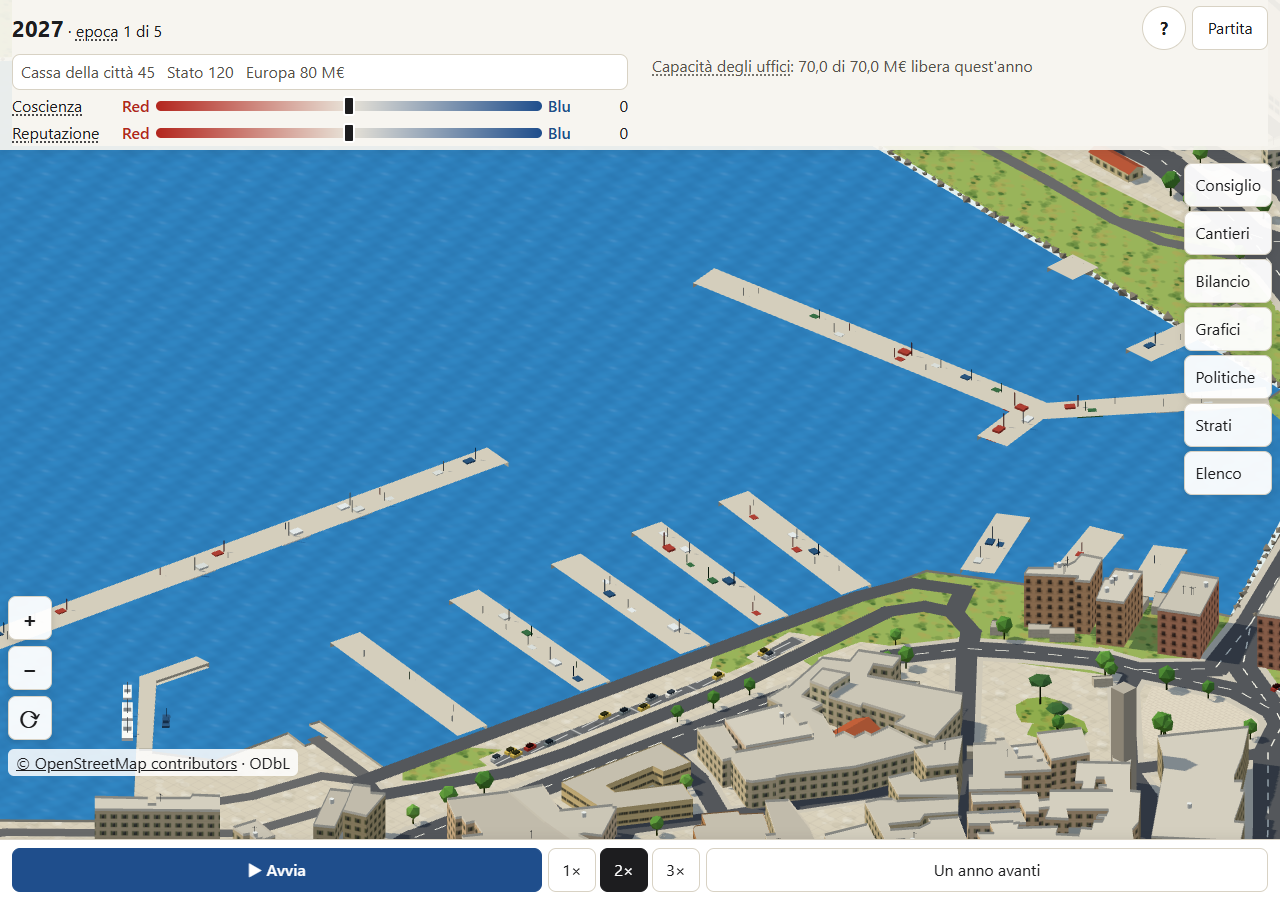 2027 · epoca 1 di 5
?
Partita
Cassa della città 45 Stato 120 Europa 80 M€
Capacità degli uffici: 70,0 di 70,0 M€ libera quest'anno
Coscienza Red Blu 0
Reputazione Red Blu 0
Consiglio
Cantieri
Bilancio
Grafici
Politiche
Strati
Elenco
+
−
© OpenStreetMap contributors · ODbL
▶ Avvia
1×
2×
3×
Un anno avanti